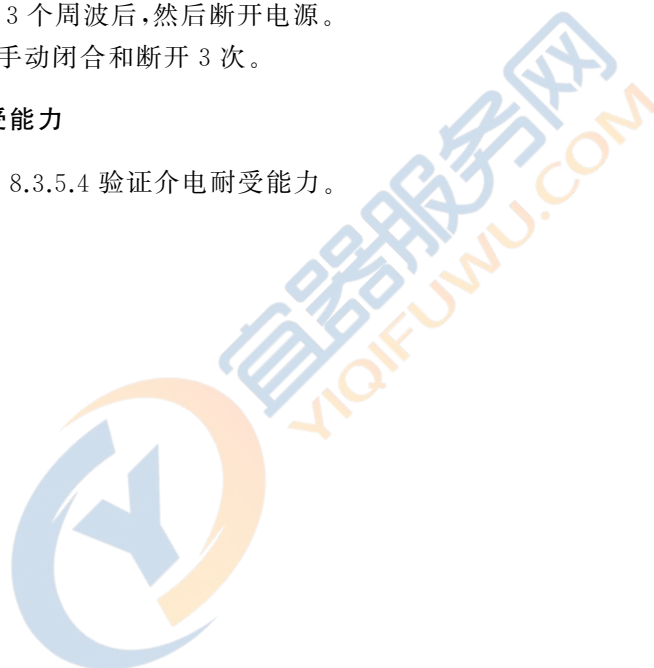 3 个周波后,然后断开电源。
手动闭合和断开 3 次。
受能力
8.3.5.4 验证介电耐受能力。
宜器服务网
YIQIFUWU.COM